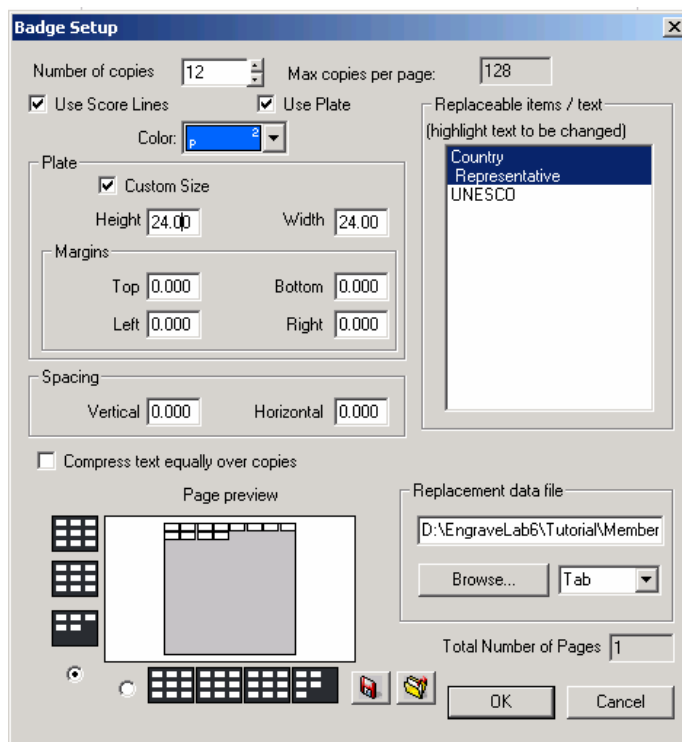 Badge Setup
Number of copies 12 Max copies per page: 128
Use Score Lines Use Plate
Color: p 2
Plate
Custom Size
Height 24.00 Width 24.00
Margins
Top 0.000 Bottom 0.000
Left 0.000 Right 0.000
Spacing
Vertical 0.000 Horizontal 0.000
Replaceable items / text
(highlight text to be changed)
Country
Representative
UNESCO
Compress text equally over copies
Page preview
Replacement data file
D:\EngraveLab6\Tutorial\Member
Browse... Tab
Total Number of Pages 1
OK Cancel